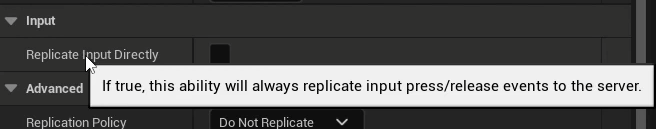 Input
Replicate Input Directly
If true, this ability will always replicate input press/release events to the server.
Advanced
Replication Policy
Do Not Replicate